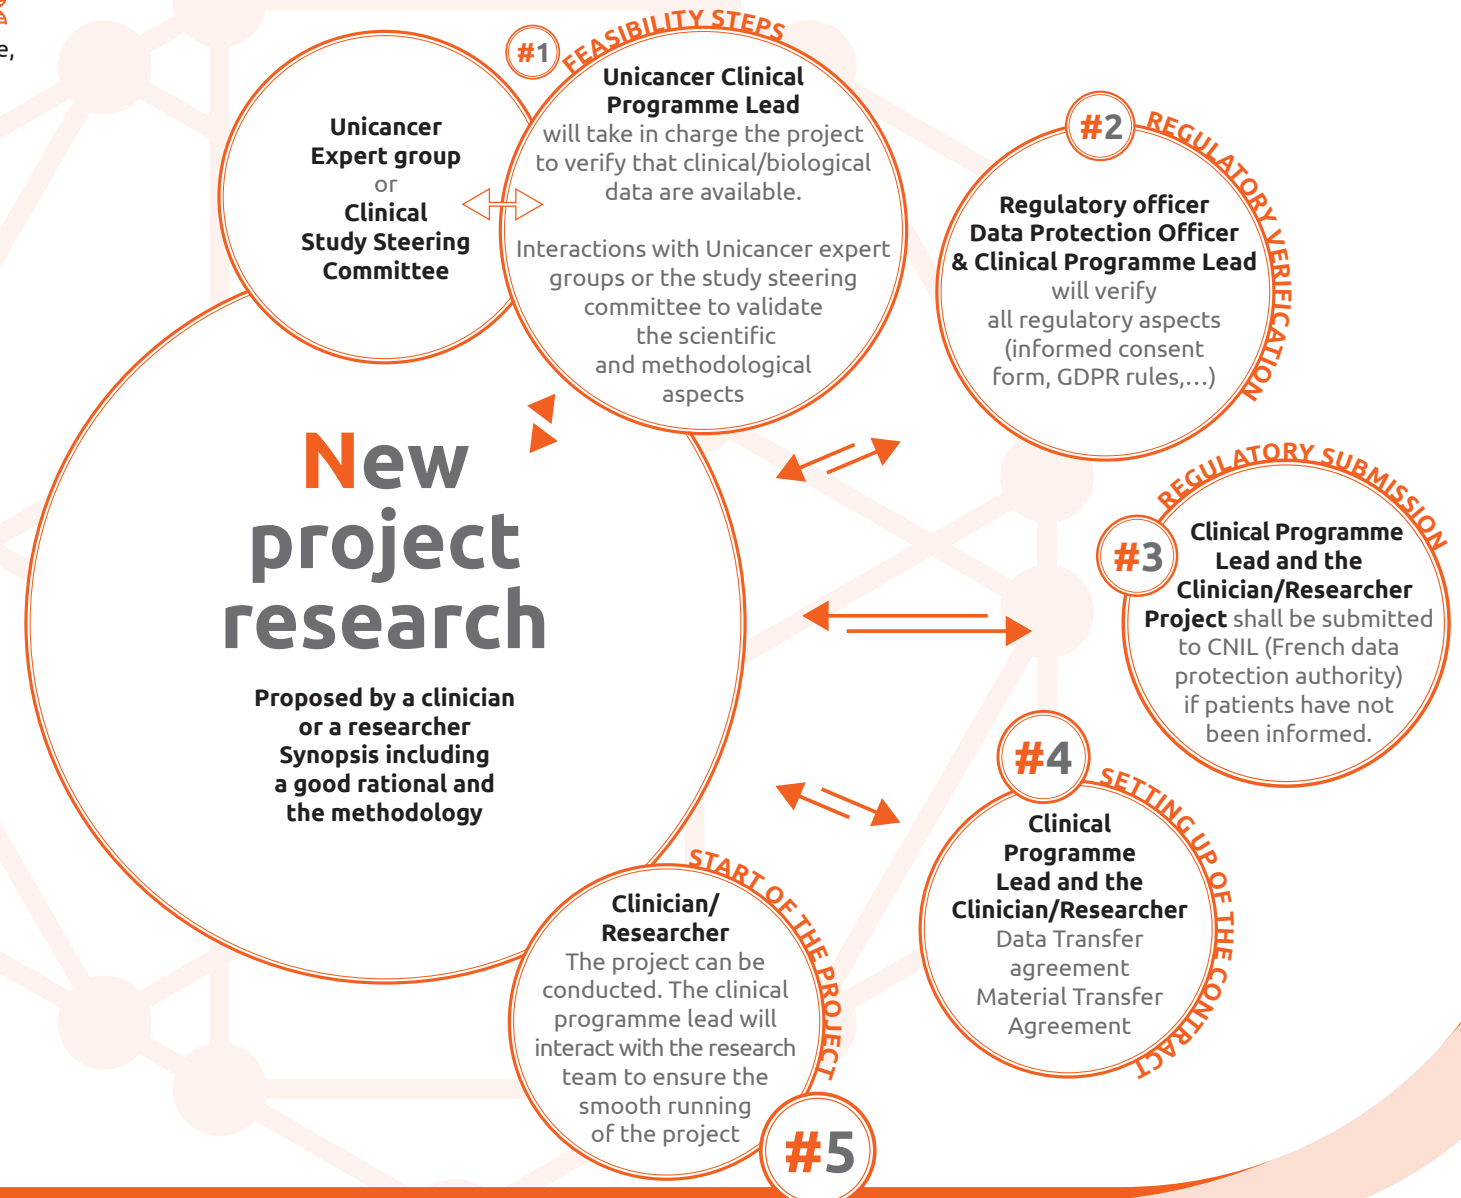 e,
#1
FEASIBILITY STEPS
Unicancer
Expert group
or
Clinical
Study Steering
Committee
Unicancer Clinical
Programme Lead
will take in charge the project
to verify that clinical/biological
data are available.
Interactions with Unicancer expert
groups or the study steering
committee to validate
the scientific
and methodological
aspects
#2
REGULATORY VERIFICATION
Regulatory officer
Data Protection Officer
& Clinical Programme Lead
will verify
all regulatory aspects
(informed consent
form, GDPR rules,...)
New
project
research
Proposed by a clinician
or a researcher
Synopsis including
a good rational and
the methodology
#3
REGULATORY SUBMISSION
Clinical Programme
Lead and the
Clinician/Researcher
Project shall be submitted
to CNIL (French data
protection authority)
if patients have not
been informed.
#4
SETTING UP OF THE CONTRACT
Clinical
Programme
Lead and the
Clinician/Researcher
Data Transfer
agreement
Material Transfer
Agreement
START OF THE PROJECT
Clinician/
Researcher
The project can be
conducted. The clinical
programme lead will
interact with the research
team to ensure the
smooth running
of the project
#5